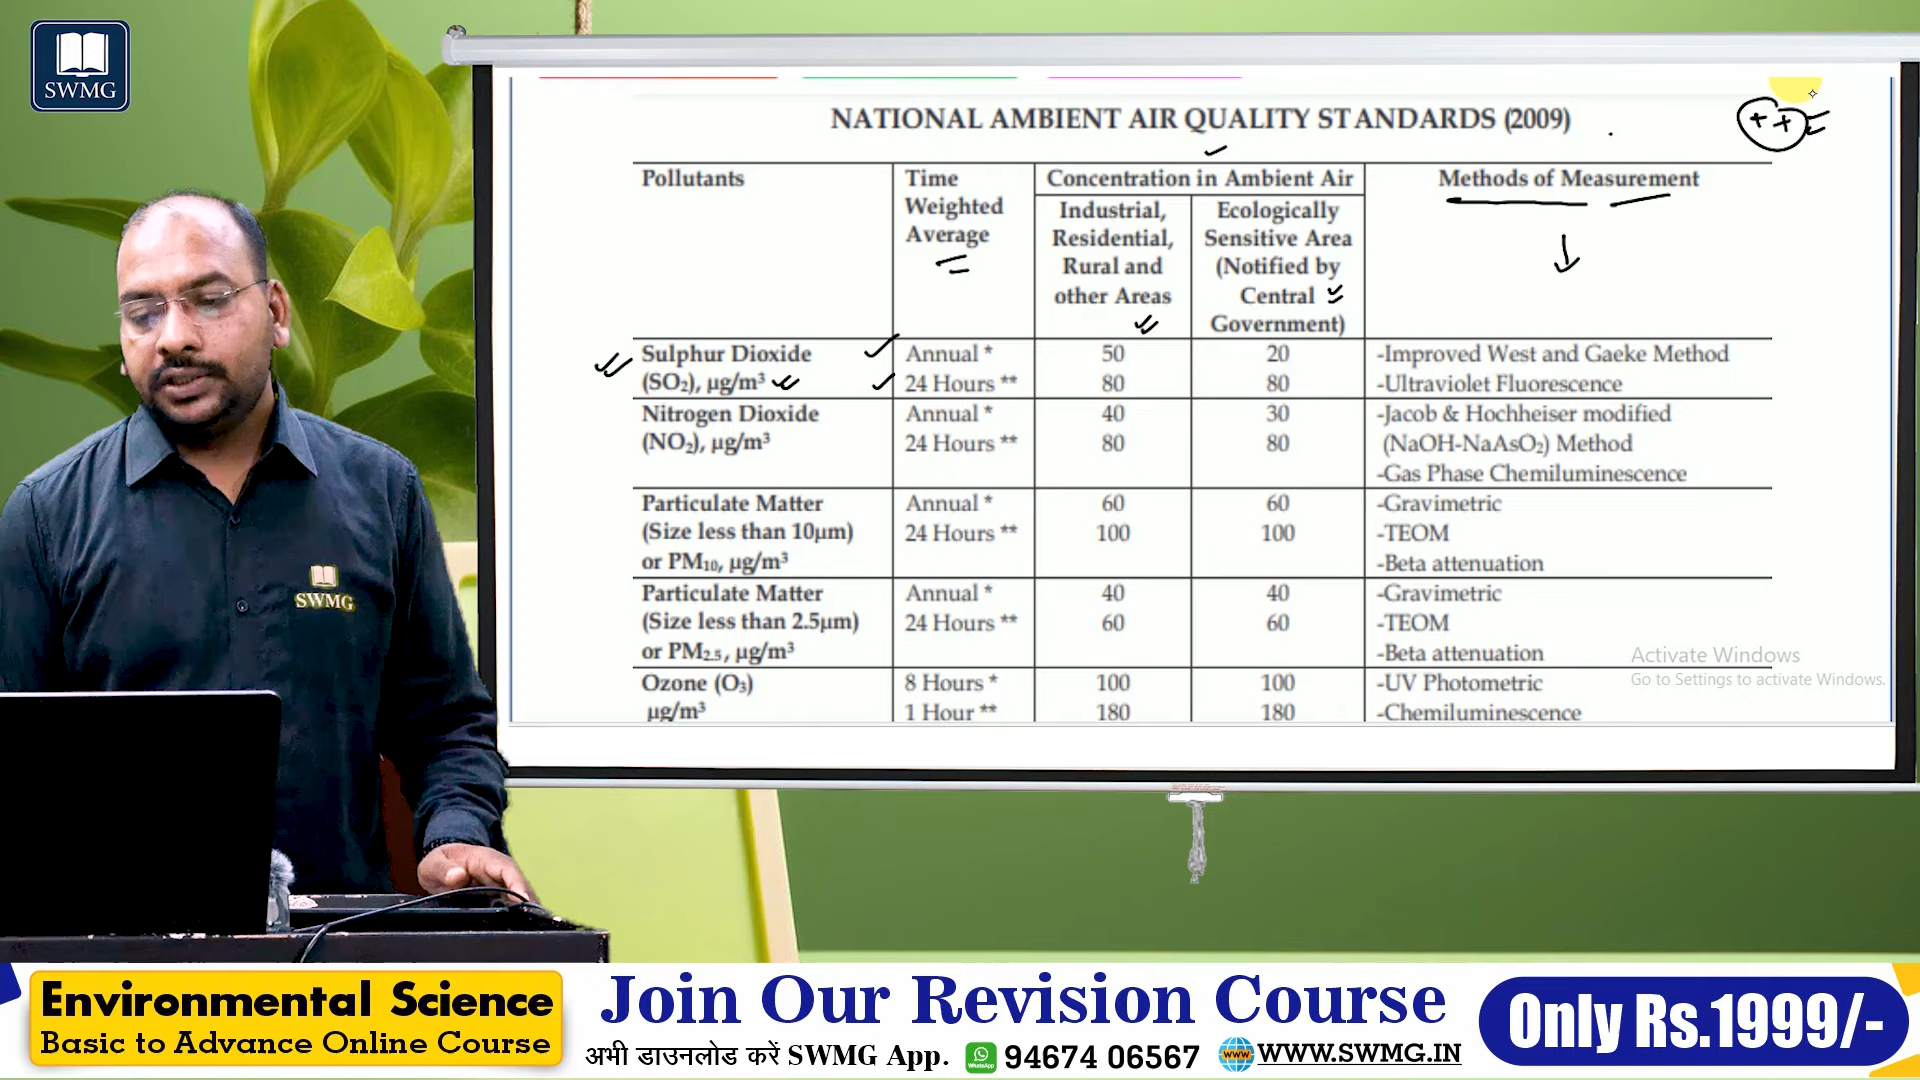 SWMG
NATIONAL AMBIENT AIR QUALITY STANDARDS (2009)
Pollutants
Time
Weighted
Average
Concentration in Ambient Air
Industrial,
Residential,
Rural and
other Areas
Ecologically
Sensitive Area
(Notified by
Central
Government)
Methods of Measurement
Sulphur Dioxide Annual * 50 20 -Improved West and Gaeke Method
(SO₂), µg/m³ 24 Hours ** 80 80 -Ultraviolet Fluorescence
Nitrogen Dioxide Annual * 40 30 -Jacob & Hochheiser modified
(NO₂), µg/m³ 24 Hours ** 80 80 (NaOH-NaAsO₂) Method
-Gas Phase Chemiluminescence
Particulate Matter Annual * 60 60 -Gravimetric
(Size less than 10µm) 24 Hours ** 100 100 -TEOM
or PM₁₀, µg/m³ -Beta attenuation
Particulate Matter Annual * 40 40 -Gravimetric
(Size less than 2.5µm) 24 Hours ** 60 60 -TEOM
or PM₂.₅, µg/m³ -Beta attenuation
Ozone (O₃) 8 Hours * 100 100 -UV Photometric
µg/m³ 1 Hour ** 180 180 -Chemiluminescence
Activate Windows
Go to Settings to activate Windows.
SWMG
Environmental Science
Basic to Advance Online Course
Join Our Revision Course
अभी डाउनलोड करें SWMG App. WhatsApp 94667 06567 www WWW.SWMG.IN
Only Rs.1999/-